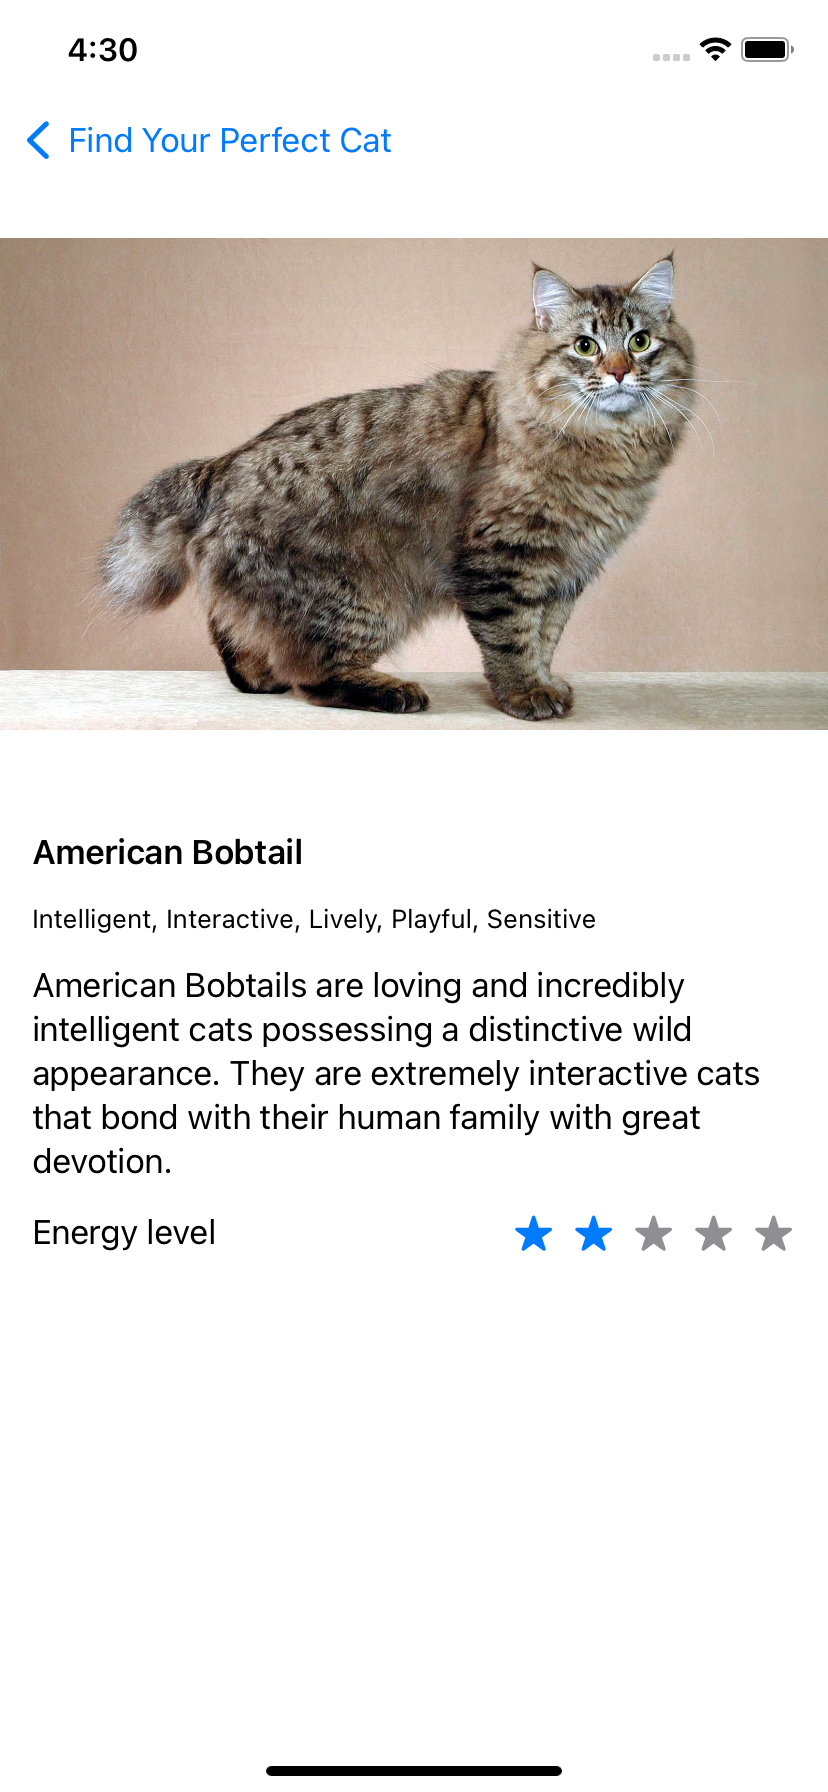 4:30
Find Your Perfect Cat
American Bobtail
Intelligent, Interactive, Lively, Playful, Sensitive
American Bobtails are loving and incredibly
intelligent cats possessing a distinctive wild
appearance. They are extremely interactive cats
that bond with their human family with great
devotion.
Energy level